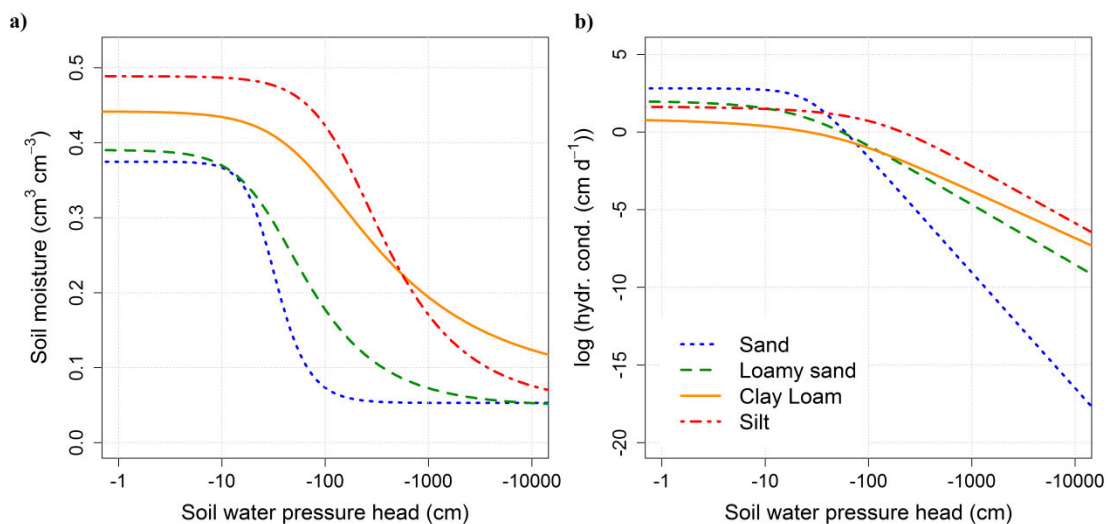 a)
Soil moisture (cm³ cm⁻³)
0.5
0.4
0.3
0.2
0.1
0.0
-1 -10 -100 -1000 -10000
Soil water pressure head (cm)
b)
log (hydr. cond. (cm d⁻¹))
5
0
-5
-10
-15
-20
Sand
Loamy sand
Clay Loam
Silt
-1 -10 -100 -1000 -10000
Soil water pressure head (cm)